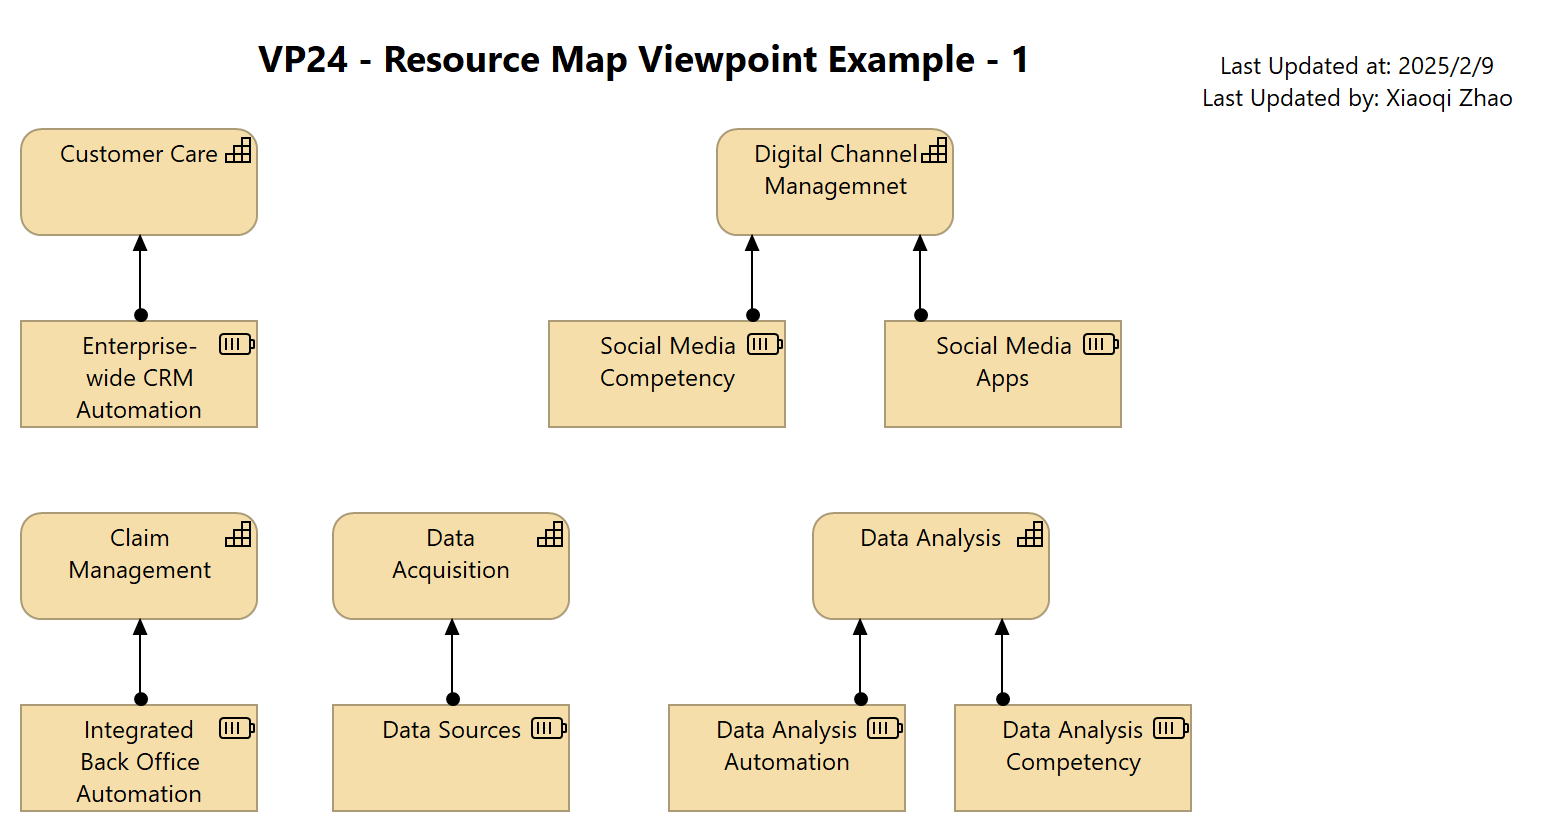 VP24 - Resource Map Viewpoint Example - 1
Last Updated at: 2025/2/9
Last Updated by: Xiaoqi Zhao
Customer Care
Digital Channel
Managemnet
Enterprise-
wide CRM
Automation
Social Media
Competency
Social Media
Apps
Claim
Management
Data
Acquisition
Data Analysis
Integrated
Back Office
Automation
Data Sources
Data Analysis
Automation
Data Analysis
Competency